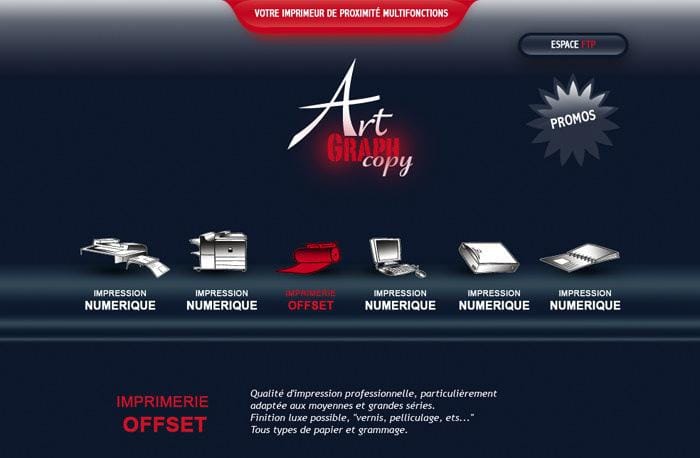 VOTRE IMPRIMEUR DE PROXIMITÉ MULTIFONCTIONS
ESPACE FTP
PROMOS
Art
GRAPH
copy
IMPRESSION
NUMERIQUE
IMPRESSION
NUMERIQUE
IMPRIMERIE
OFFSET
IMPRESSION
NUMERIQUE
IMPRESSION
NUMERIQUE
IMPRESSION
NUMERIQUE
IMPRIMERIE
OFFSET
Qualité d'impression professionnelle, particulièrement
adaptée aux moyennes et grandes séries.
Finition luxe possible, "vernis, pelliculage, ets..."
Tous types de papier et grammage.